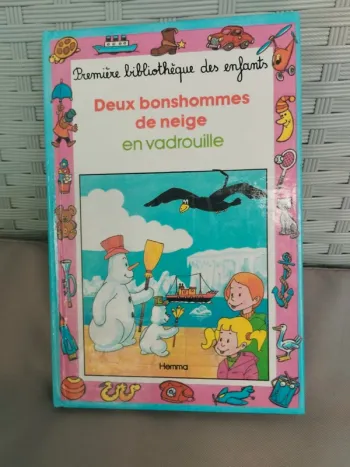 Première bibliothèque des enfants
Deux bonshommes
de neige
en vadrouille
Hemma